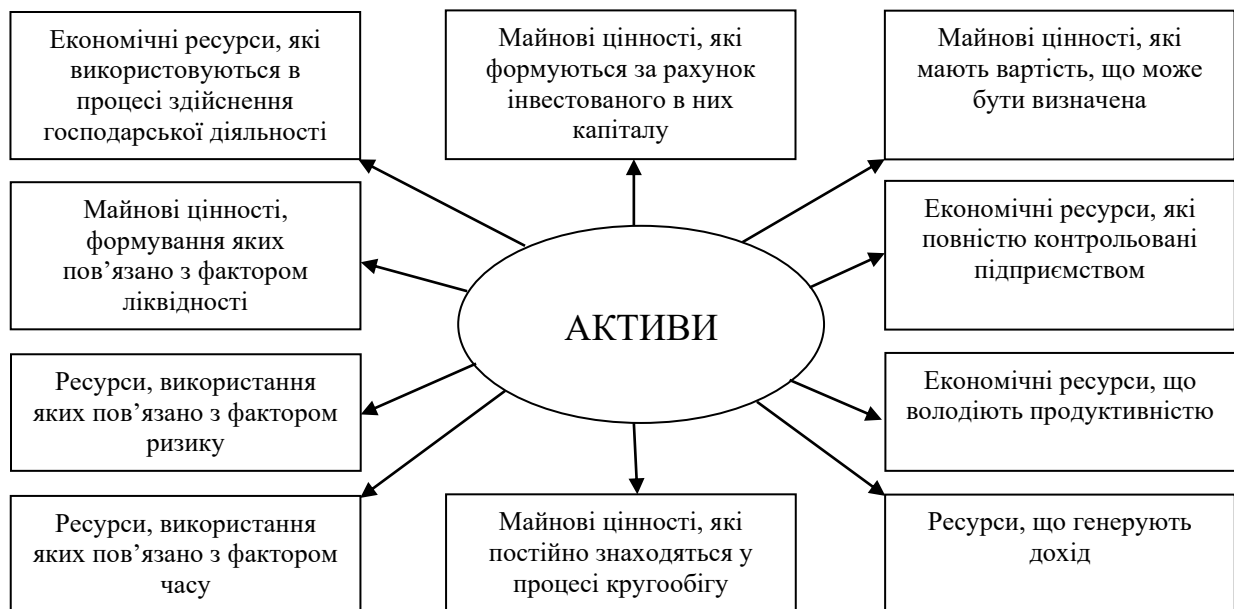 Економічні ресурси, які
використовуються в
процесі здійснення
господарської діяльності
Майнові цінності, які
формуються за рахунок
інвестованого в них
капіталу
Майнові цінності, які
мають вартість, що може
бути визначена
Майнові цінності,
формування яких
пов’язано з фактором
ліквідності
Економічні ресурси, які
повністю контрольовані
підприємством
АКТИВИ
Ресурси, використання
яких пов’язано з фактором
ризику
Економічні ресурси, що
володіють продуктивністю
Ресурси, використання
яких пов’язано з фактором
часу
Майнові цінності, які
постійно знаходяться у
процесі кругообігу
Ресурси, що генерують
дохід